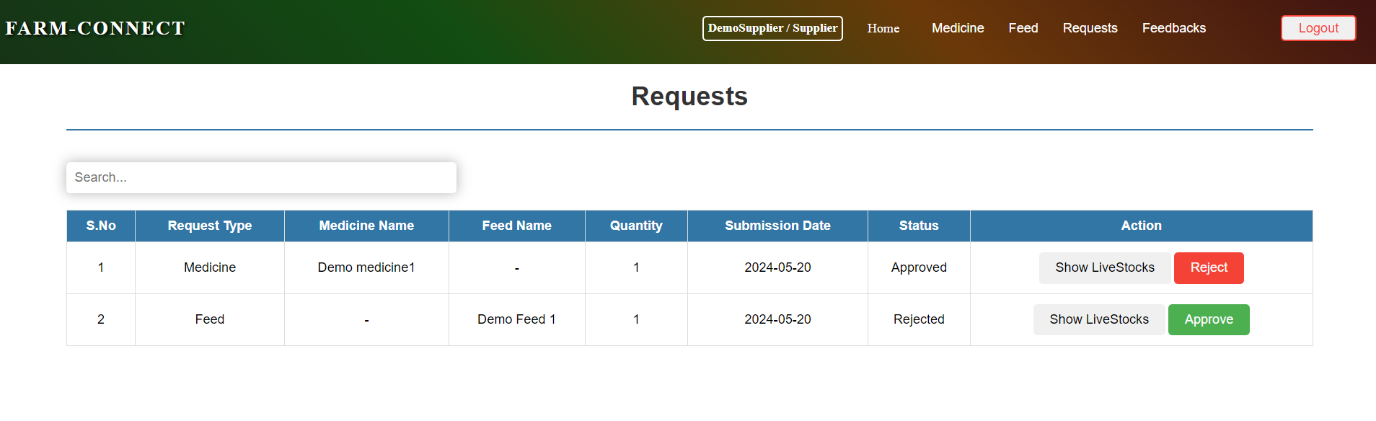 FARM-CONNECT DemoSupplier / Supplier Home Medicine Feed Requests Feedbacks Logout
Requests
Search...
S.No Request Type Medicine Name Feed Name Quantity Submission Date Status Action
1 Medicine Demo medicine1 - 1 2024-05-20 Approved Show LiveStocks Reject
2 Feed - Demo Feed 1 1 2024-05-20 Rejected Show LiveStocks Approve